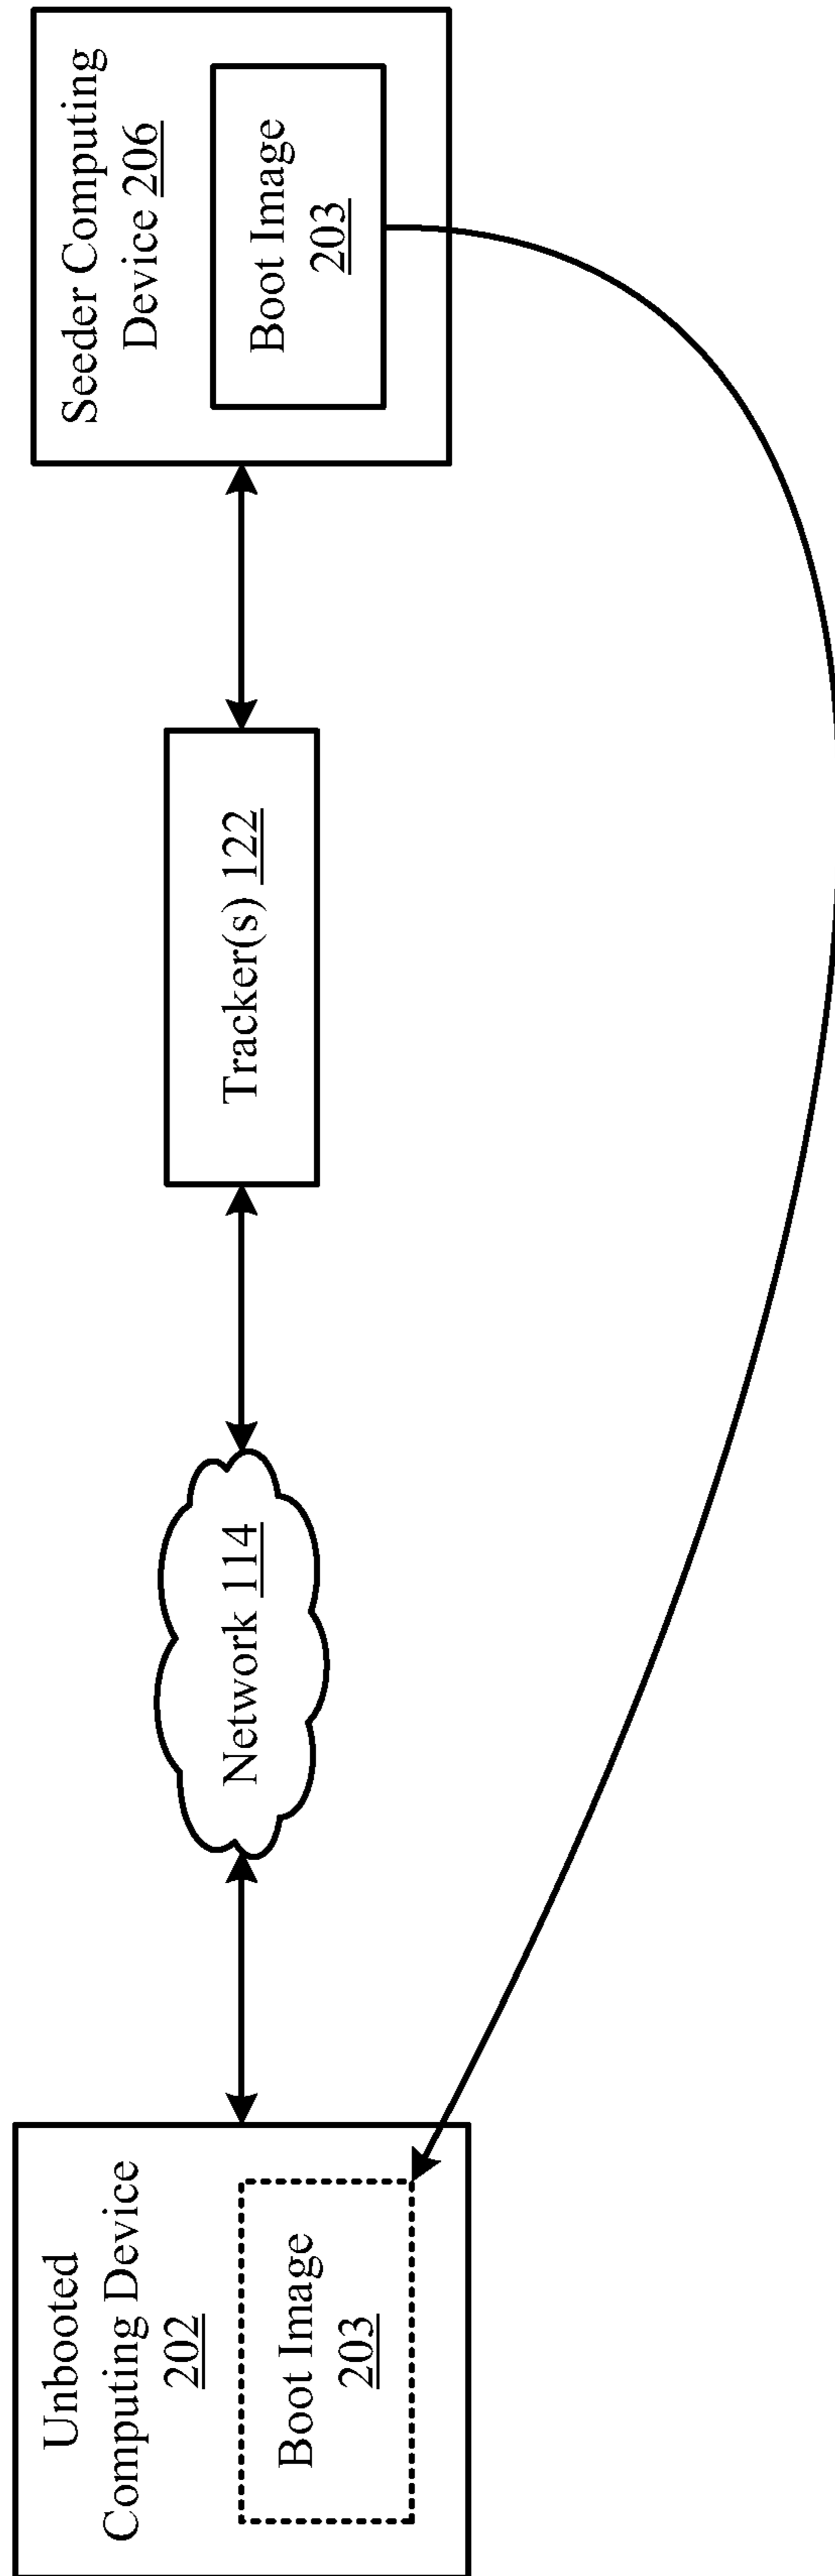 Unbooted
Computing Device
202
Boot Image
203
Network 114
Tracker(s) 122
Seeder Computing
Device 206
Boot Image
203